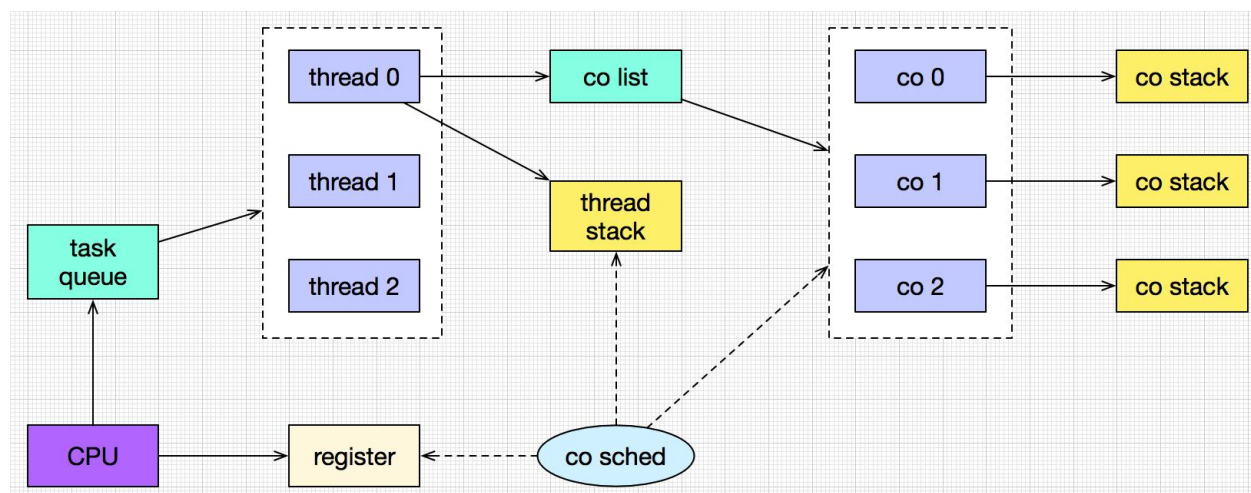 thread 0
co list
co 0
co stack
thread 1
thread
stack
co 1
co stack
task
queue
thread 2
co 2
co stack
CPU
register
co sched